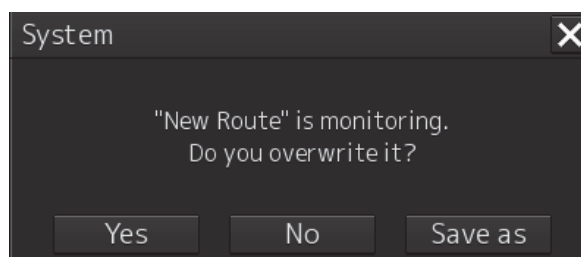 System
"New Route" is monitoring.
Do you overwrite it?
Yes No Save as